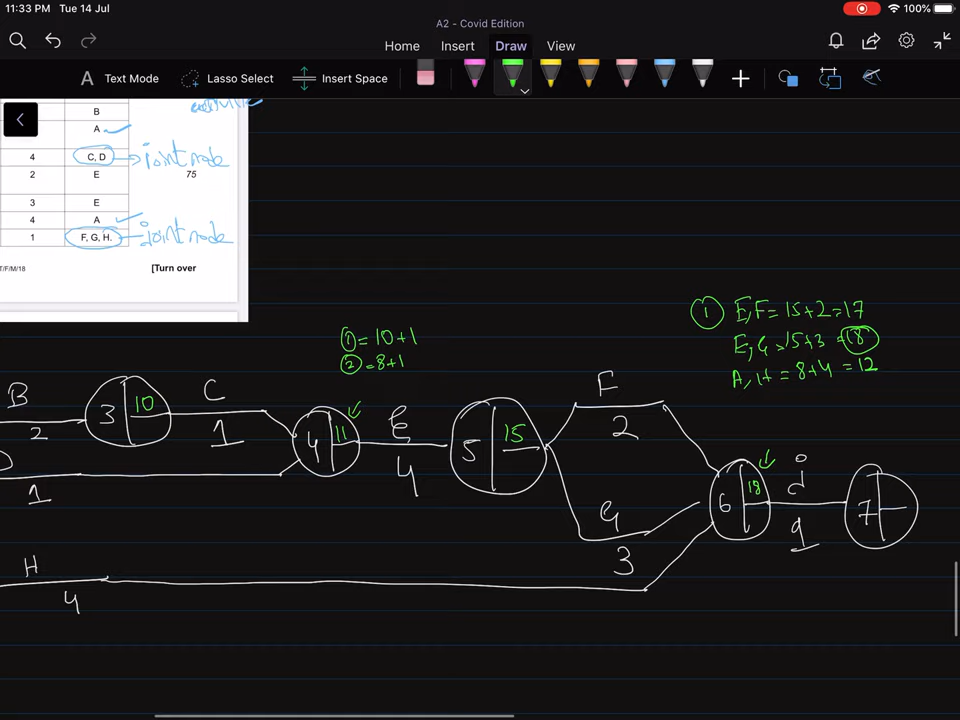 11:33 PM Tue 14 Jul
100%
A2 - Covid Edition
Home Insert Draw View
Text Mode
Lasso Select
Insert Space
B
A
4 C, D joint node
2 E 75
3 E
4 A
1 F, G, H. joint node
T/F/M/18 [Turn over
① = 10+1
② = 8+1
① E,F = 15+2=17
E,G = 15+3 = 18
A,H = 8+4 = 12
B
2
3 10
C
1
4 11
E
4
5 15
F
2
G
3
6 18
7
1
H
4